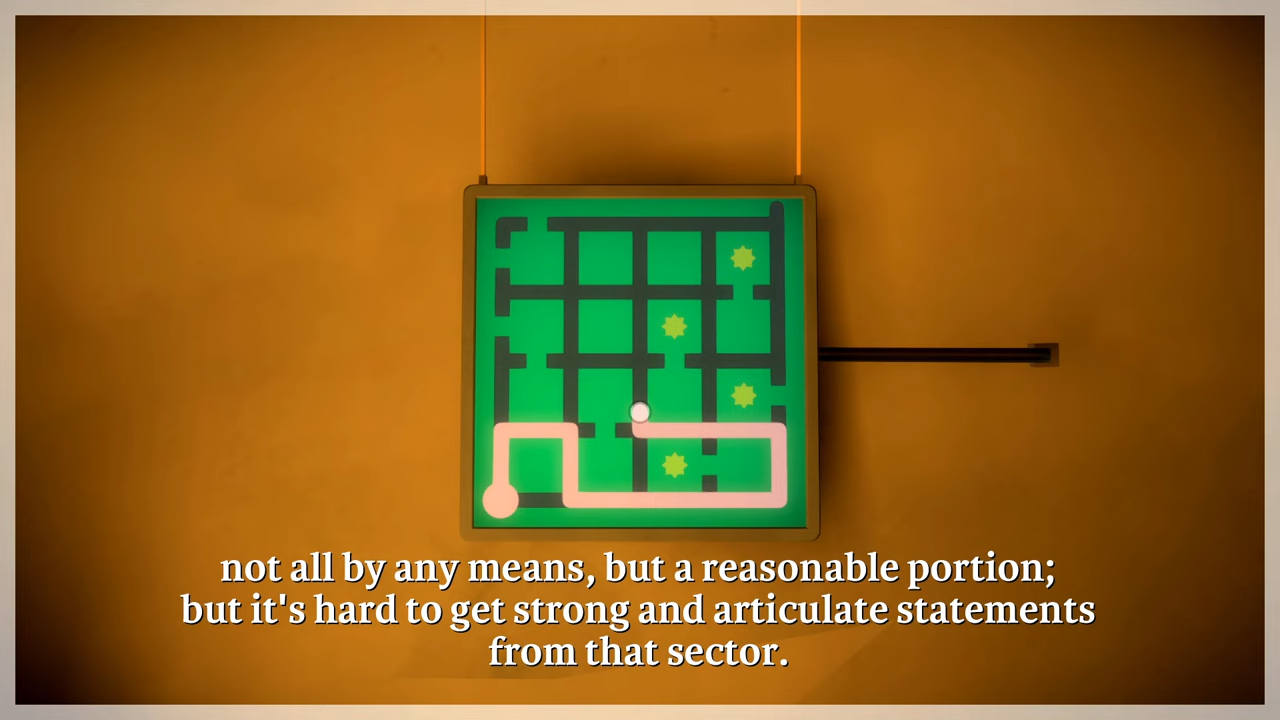 not all by any means, but a reasonable portion;
but it's hard to get strong and articulate statements
from that sector.